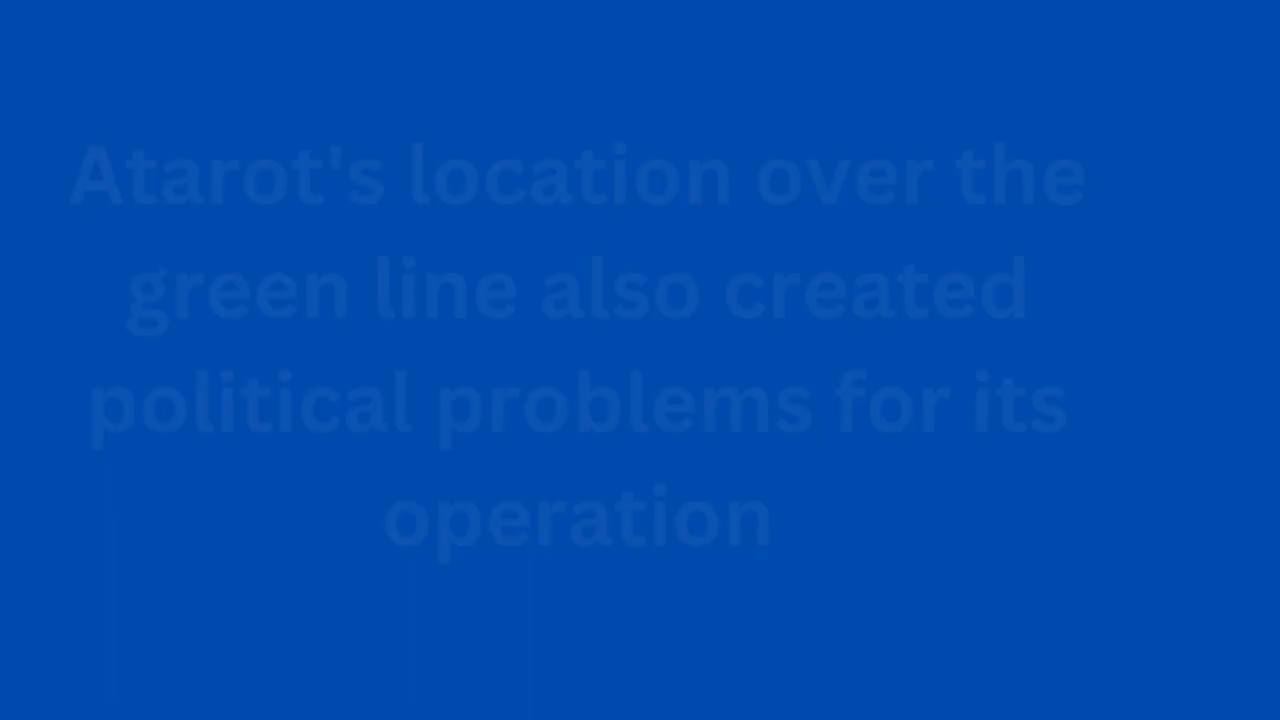 Atarot's location over the
green line also created
political problems for its
operation